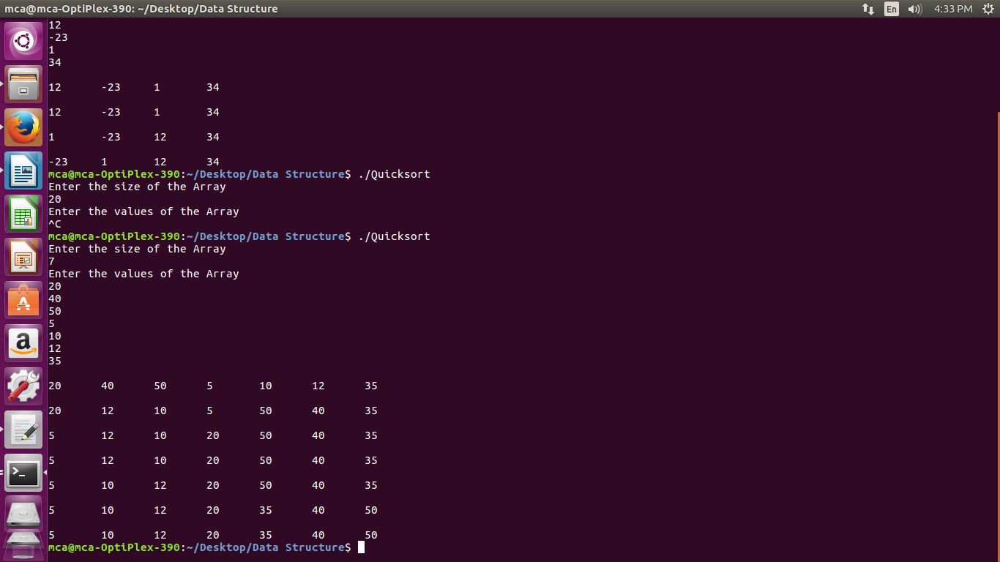 mca@mca-OptiPlex-390: ~/Desktop/Data Structure
En
4:33 PM
12
-23
1
34
12 -23 1 34
12 -23 1 34
1 -23 12 34
-23 1 12 34
mca@mca-OptiPlex-390:~/Desktop/Data Structure$ ./Quicksort
Enter the size of the Array
20
Enter the values of the Array
^C
mca@mca-OptiPlex-390:~/Desktop/Data Structure$ ./Quicksort
Enter the size of the Array
7
Enter the values of the Array
20
40
50
5
10
12
35
20 40 50 5 10 12 35
20 12 10 5 50 40 35
5 12 10 20 50 40 35
5 12 10 20 50 40 35
5 10 12 20 50 40 35
5 10 12 20 35 40 50
5 10 12 20 35 40 50
mca@mca-OptiPlex-390:~/Desktop/Data Structure$